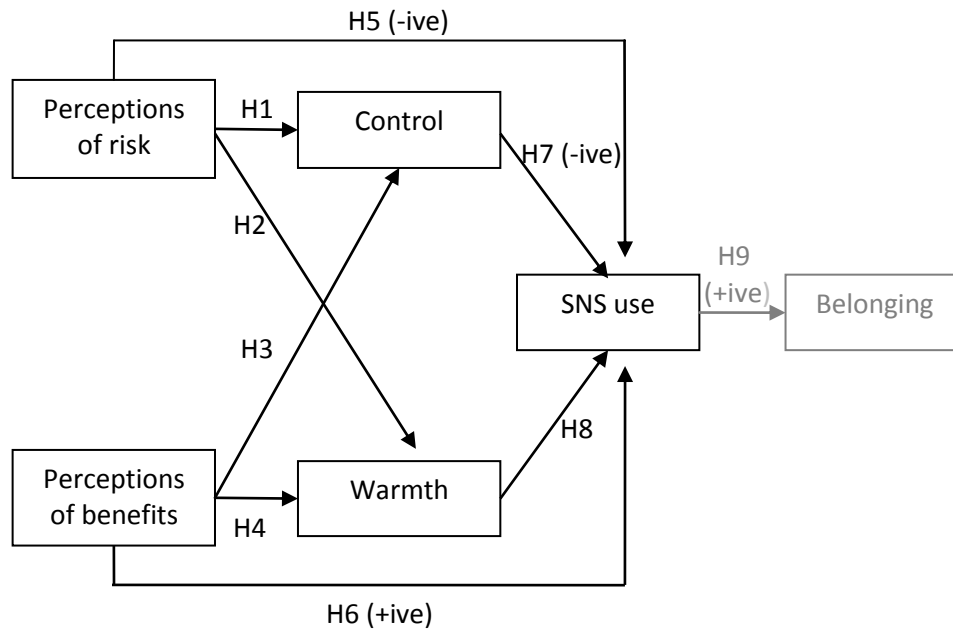 H5 (-ive)
Perceptions
of risk
H1
Control
H7 (-ive)
H2
H9
(+ive)
SNS use
Belonging
H3
H8
Perceptions
of benefits
H4
Warmth
H6 (+ive)